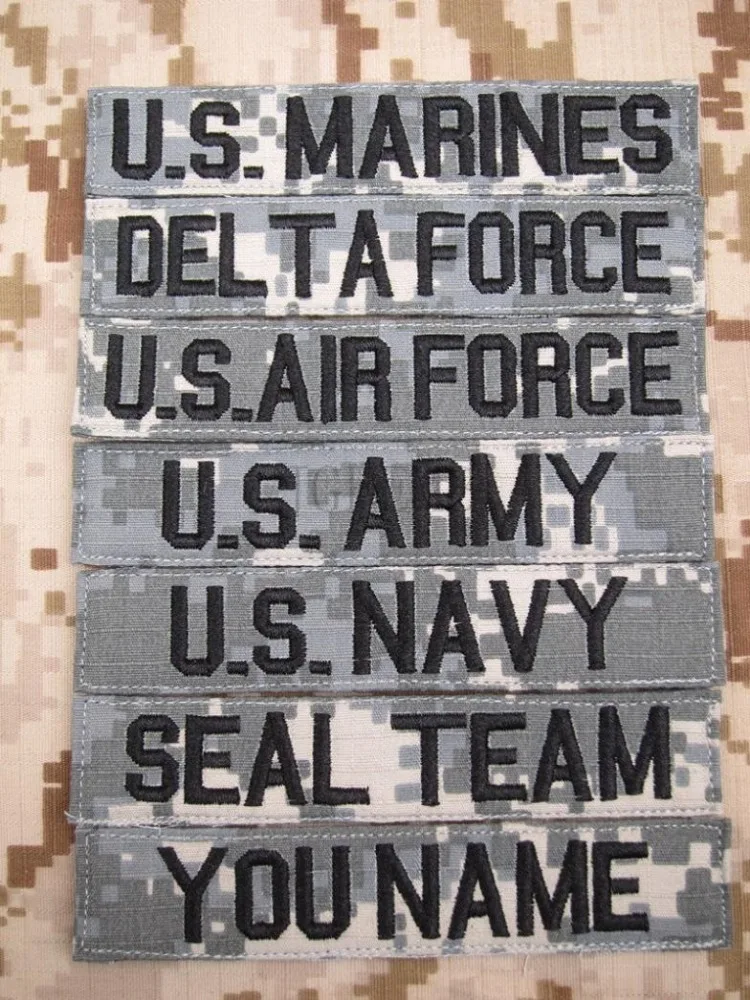 U.S. MARINES
DELTA FORCE
U.S. AIR FORCE
U.S. ARMY
U.S. NAVY
SEAL TEAM
YOU NAME